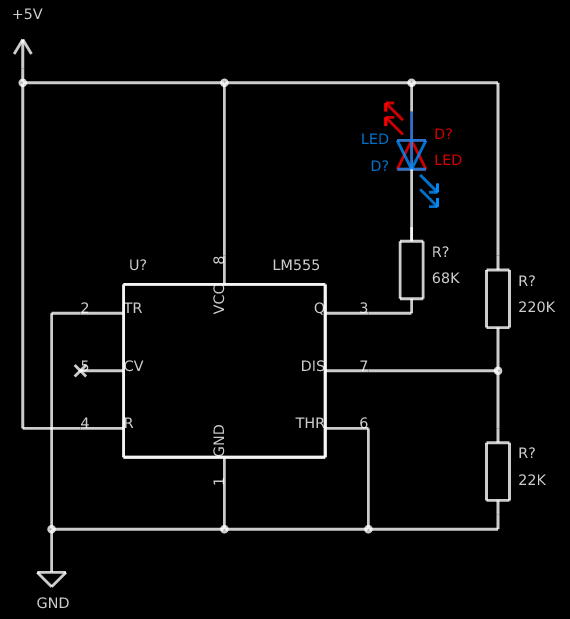 +5V
LED
D?
D?
LED
U?
LM555
8
R?
68K
R?
220K
2
TR
VCC
Q
3
5
CV
DIS
7
4
R
GND
THR
6
1
R?
22K
GND